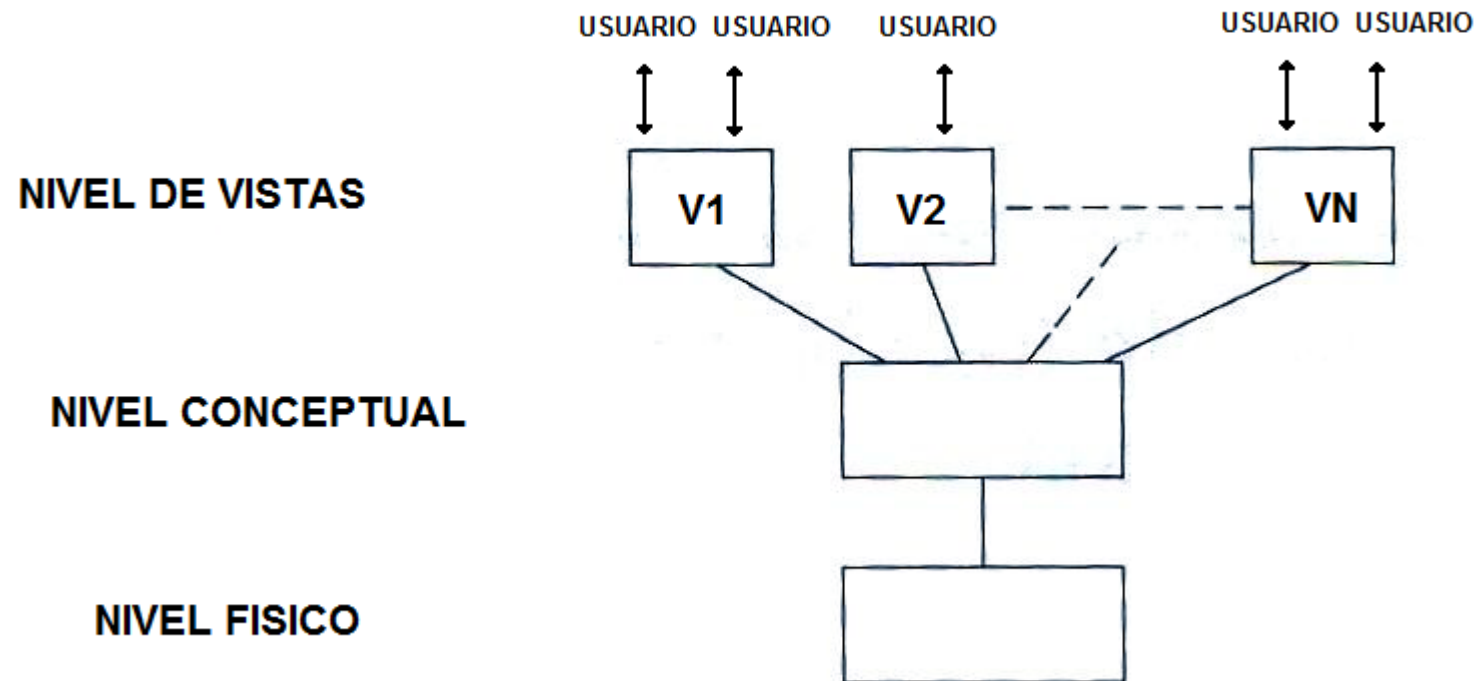 USUARIO USUARIO USUARIO USUARIO USUARIO
NIVEL DE VISTAS V1 V2 VN
NIVEL CONCEPTUAL
NIVEL FISICO